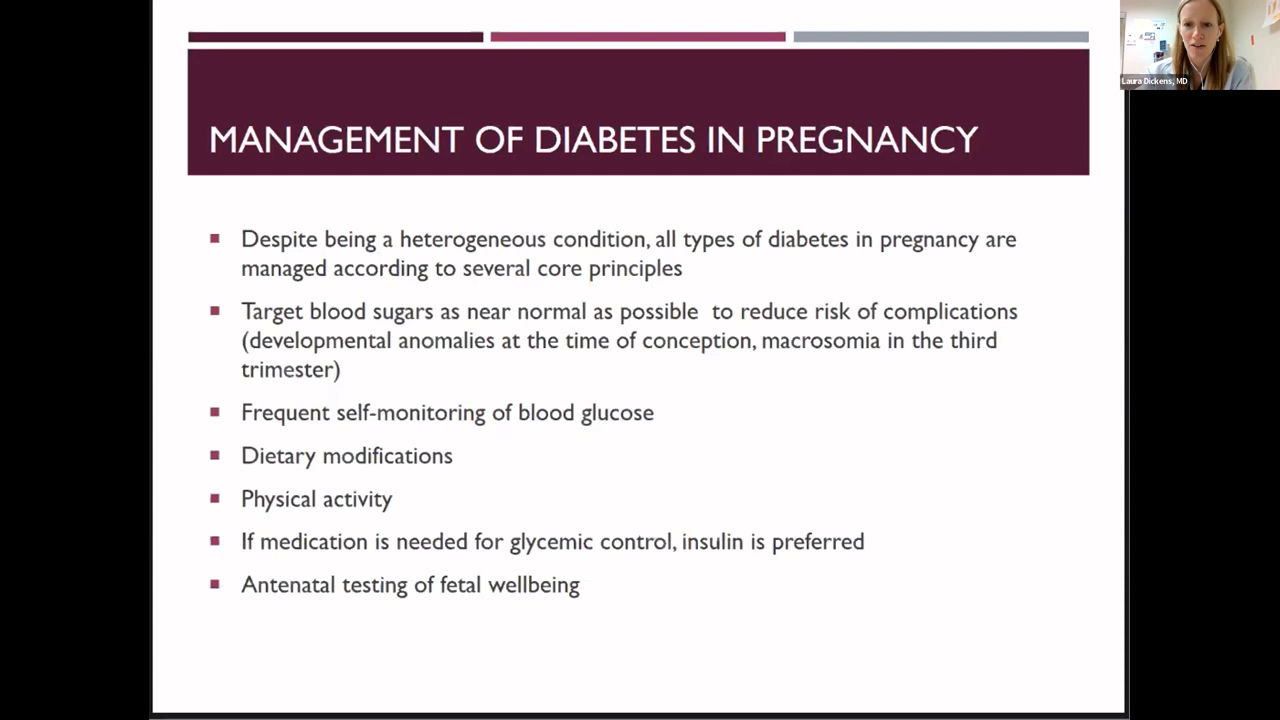 Laura Dickens, MD
MANAGEMENT OF DIABETES IN PREGNANCY
Despite being a heterogeneous condition, all types of diabetes in pregnancy are
managed according to several core principles
Target blood sugars as near normal as possible to reduce risk of complications
(developmental anomalies at the time of conception, macrosomia in the third
trimester)
Frequent self-monitoring of blood glucose
Dietary modifications
Physical activity
If medication is needed for glycemic control, insulin is preferred
Antenatal testing of fetal wellbeing